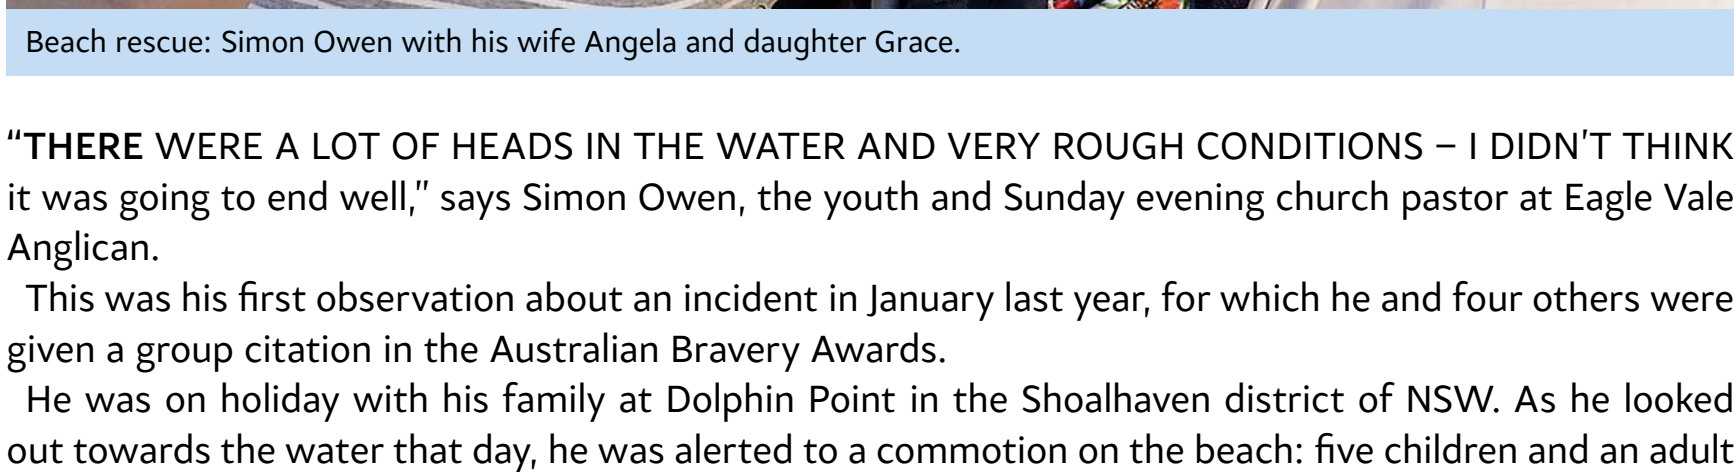 Beach rescue: Simon Owen with his wife Angela and daughter Grace.
“THERE WERE A LOT OF HEADS IN THE WATER AND VERY ROUGH CONDITIONS – I DIDN’T THINK
it was going to end well,” says Simon Owen, the youth and Sunday evening church pastor at Eagle Vale
Anglican.
This was his first observation about an incident in January last year, for which he and four others were
given a group citation in the Australian Bravery Awards.
He was on holiday with his family at Dolphin Point in the Shoalhaven district of NSW. As he looked
out towards the water that day, he was alerted to a commotion on the beach: five children and an adult